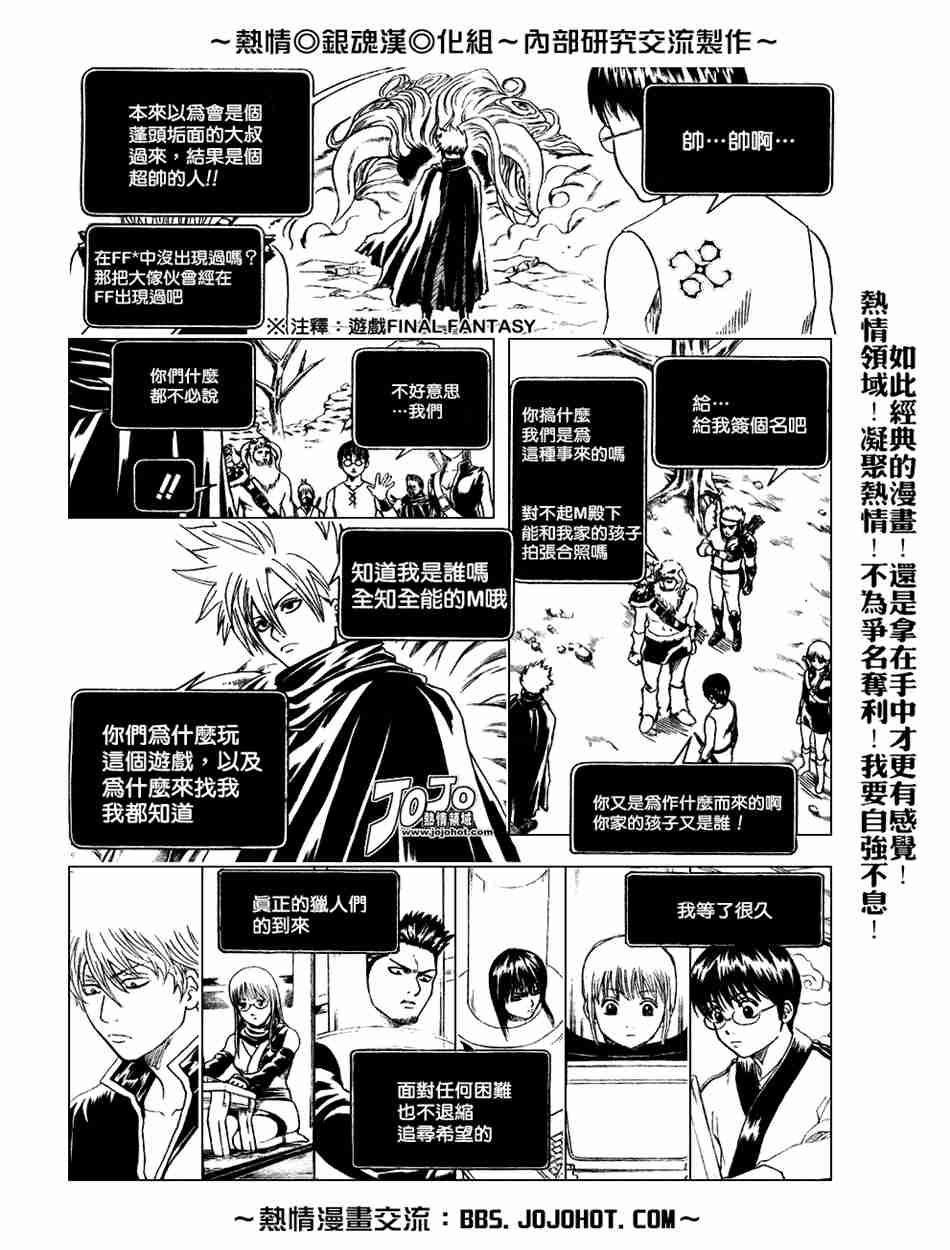 ～熱情◎銀魂漢◎化組～內部研究交流製作～
帥…帥啊…
本來以為會是個
蓬頭垢面的大叔
過來，結果是個
超帥的人!!
在FF*中沒出現過嗎？
那把大傢伙曾經在
FF出現過吧
※注釋：遊戲FINAL FANTASY
給…
給我簽個名吧
你搞什麼
我們是為
這種事來的嗎
對不起M殿下
能和我家的孩子
拍張合照嗎
你又是為作什麼而來的啊
你家的孩子又是誰！
不好意思
…我們
你們什麼
都不必說
!!
知道我是誰嗎
全知全能的M哦
你們為什麼玩
這個遊戲，以及
為什麼來找我
我都知道
JOJO
熱情領域
www.jojohot.com
我等了很久
真正的獵人們
的到來
面對任何困難
也不退縮
追尋希望的
如此經典的漫畫！還是拿在手中才更有感覺！
熱情領域！凝聚熱情！不為爭名奪利！我要自強不息！
～熱情漫畫交流：BBS. JOJOHOT. COM～